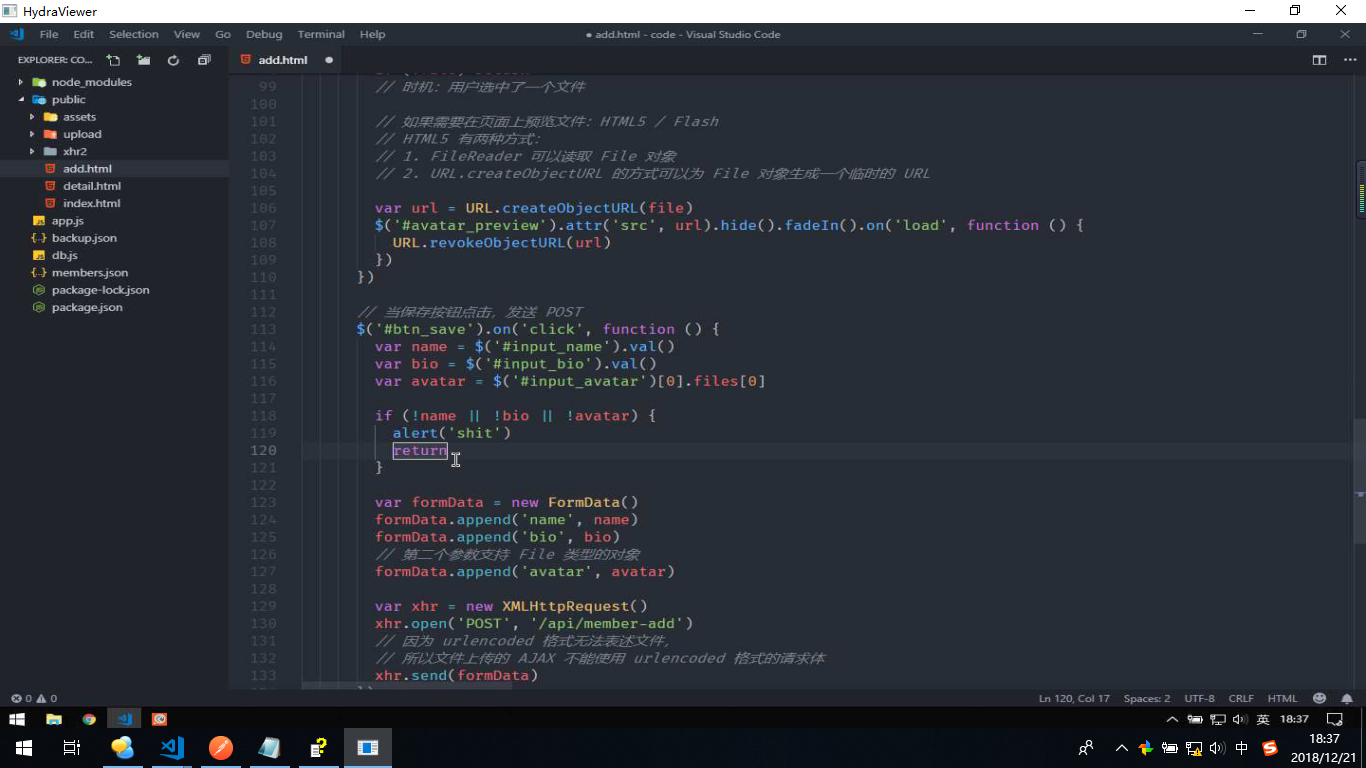 HydraViewer
File Edit Selection View Go Debug Terminal Help
● add.html - code - Visual Studio Code
EXPLORER: CO...
add.html
node_modules
public
assets
upload
xhr2
add.html
detail.html
index.html
app.js
backup.json
db.js
members.json
package-lock.json
package.json
99 // 时机: 用户选中了一个文件
100
101 // 如果需要在页面上预览文件: HTML5 / Flash
102 // HTML5 有两种方式:
103 // 1. FileReader 可以读取 File 对象
104 // 2. URL.createObjectURL 的方式可以为 File 对象生成一个临时的 URL
105
106 var url = URL.createObjectURL(file)
107 $('#avatar_preview').attr('src', url).hide().fadeIn().on('load', function () {
108 URL.revokeObjectURL(url)
109 })
110 })
111
112 // 当保存按钮点击, 发送 POST
113 $('#btn_save').on('click', function () {
114 var name = $('#input_name').val()
115 var bio = $('#input_bio').val()
116 var avatar = $('#input_avatar')[0].files[0]
117
118 if (!name || !bio || !avatar) {
119 alert('shit')
120 return
121 }
122
123 var formData = new FormData()
124 formData.append('name', name)
125 formData.append('bio', bio)
126 // 第二个参数支持 File 类型的对象
127 formData.append('avatar', avatar)
128
129 var xhr = new XMLHttpRequest()
130 xhr.open('POST', '/api/member-add')
131 // 因为 urlencoded 格式无法表述文件,
132 // 所以文件上传的 AJAX 不能使用 urlencoded 格式的请求体
133 xhr.send(formData)
0 0
Ln 120, Col 17 Spaces: 2 UTF-8 CRLF HTML
英 18:37
中 18:37
2018/12/21